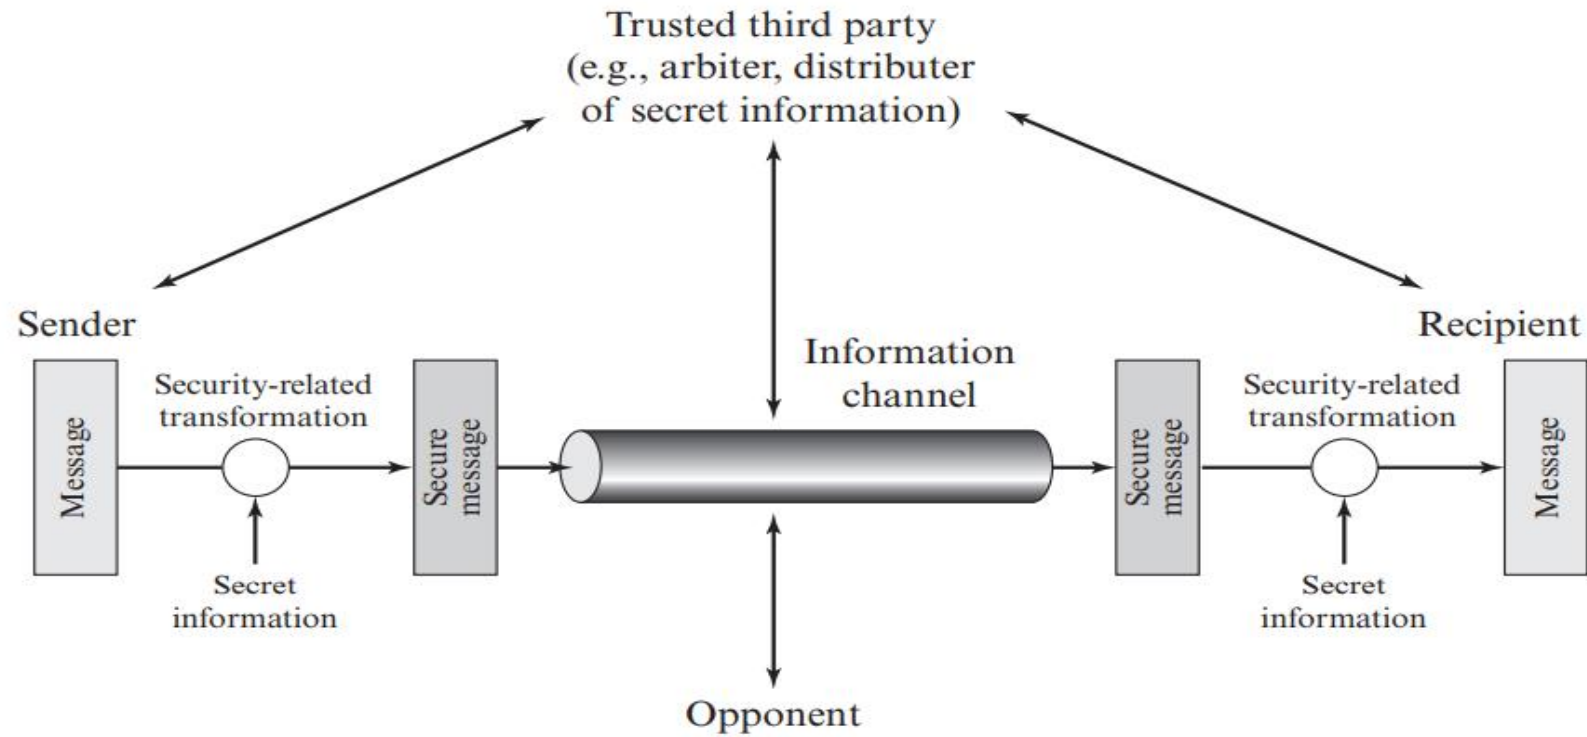 Trusted third party
(e.g., arbiter, distributer
of secret information)
Sender
Recipient
Information
channel
Security-related
transformation
Security-related
transformation
Message
Secure
message
Secure
message
Message
Secret
information
Secret
information
Opponent